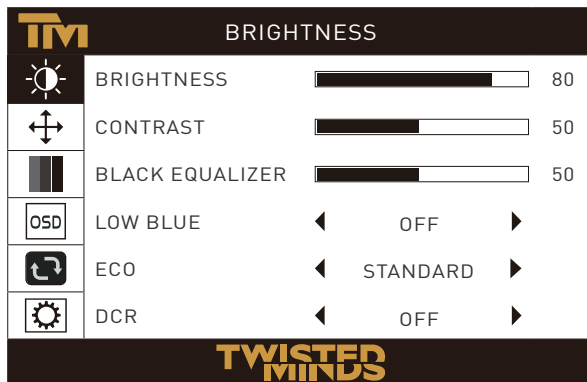 TM BRIGHTNESS
BRIGHTNESS 80
CONTRAST 50
BLACK EQUALIZER 50
OSD LOW BLUE OFF
ECO STANDARD
DCR OFF
TWISTED
MINDS